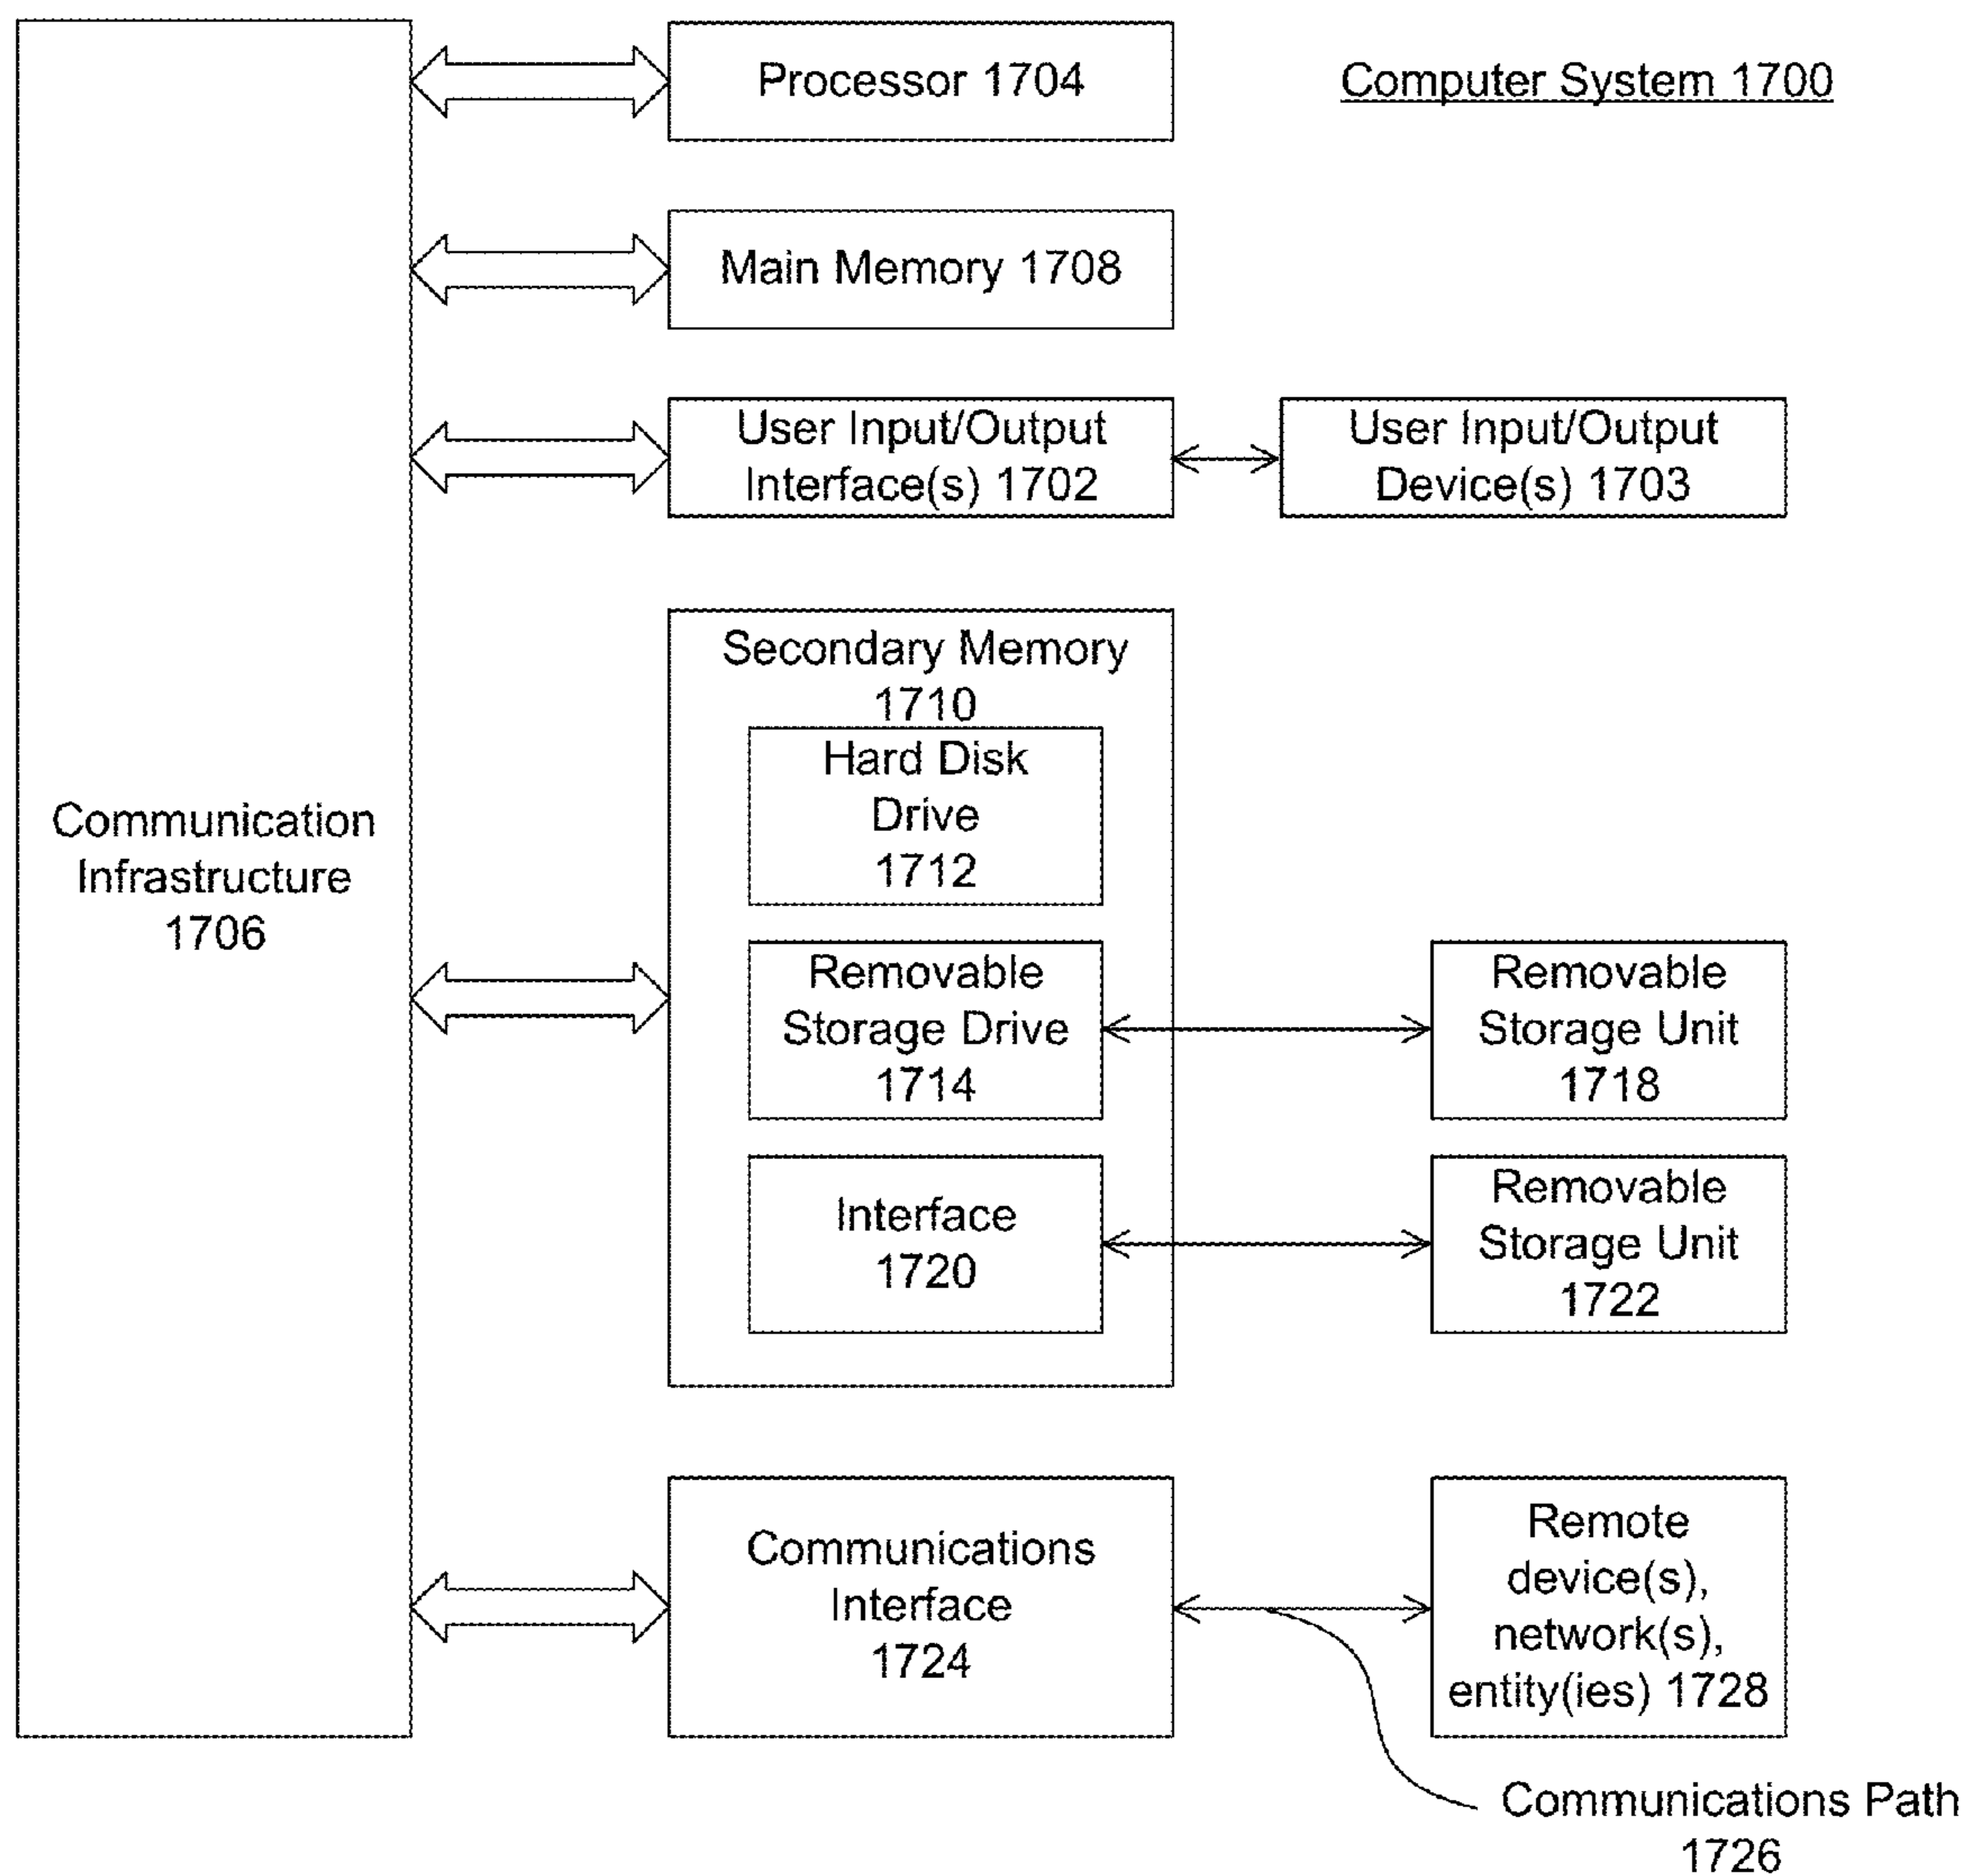 Processor 1704
Computer System 1700
Main Memory 1708
User Input/Output
Interface(s) 1702
User Input/Output
Device(s) 1703
Secondary Memory
1710
Hard Disk
Drive
1712
Communication
Infrastructure
1706
Removable
Storage Drive
1714
Removable
Storage Unit
1718
Interface
1720
Removable
Storage Unit
1722
Communications
Interface
1724
Remote
device(s),
network(s),
entity(ies) 1728
Communications Path
1726